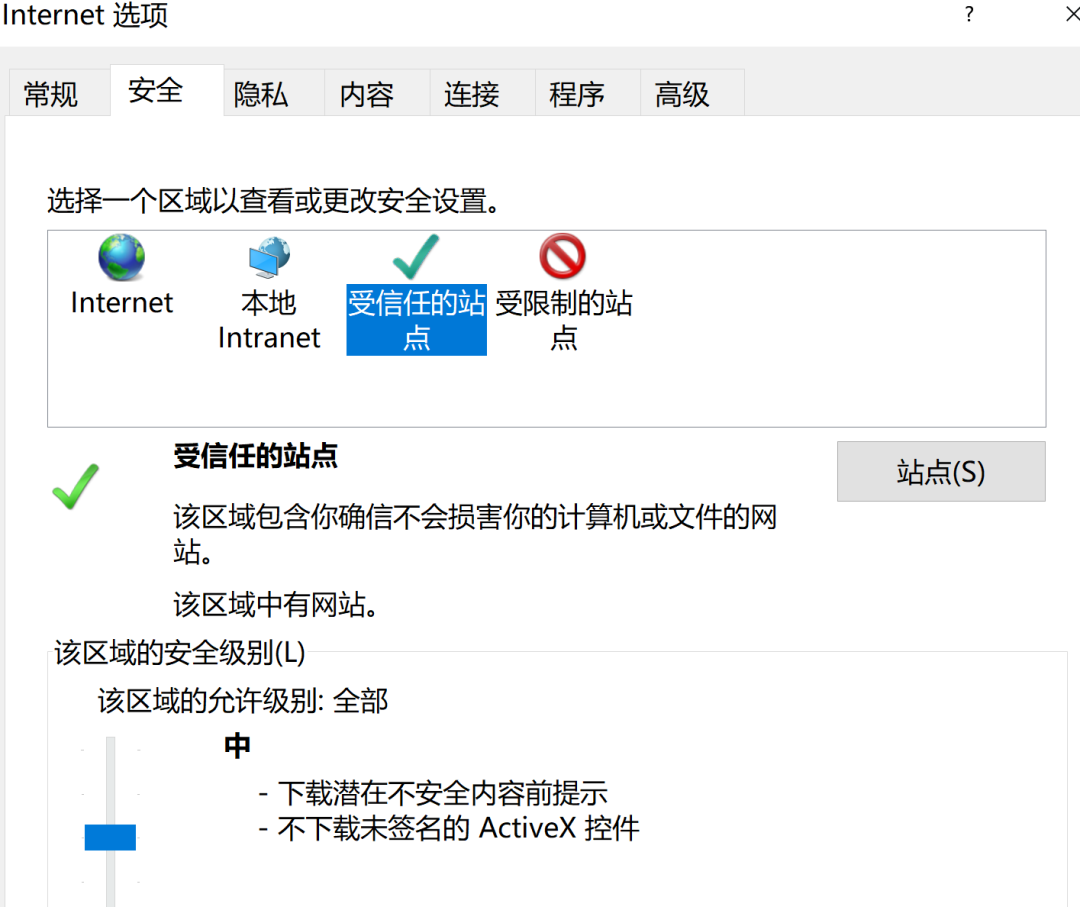 Internet 选项
?
常规
安全
隐私
内容
连接
程序
高级
选择一个区域以查看或更改安全设置。
Internet
本地
Intranet
受信任的站
点
受限制的站
点
受信任的站点
站点(S)
该区域包含你确信不会损害你的计算机或文件的网
站。
该区域中有网站。
该区域的安全级别(L)
该区域的允许级别: 全部
中
- 下载潜在不安全内容前提示
- 不下载未签名的 ActiveX 控件